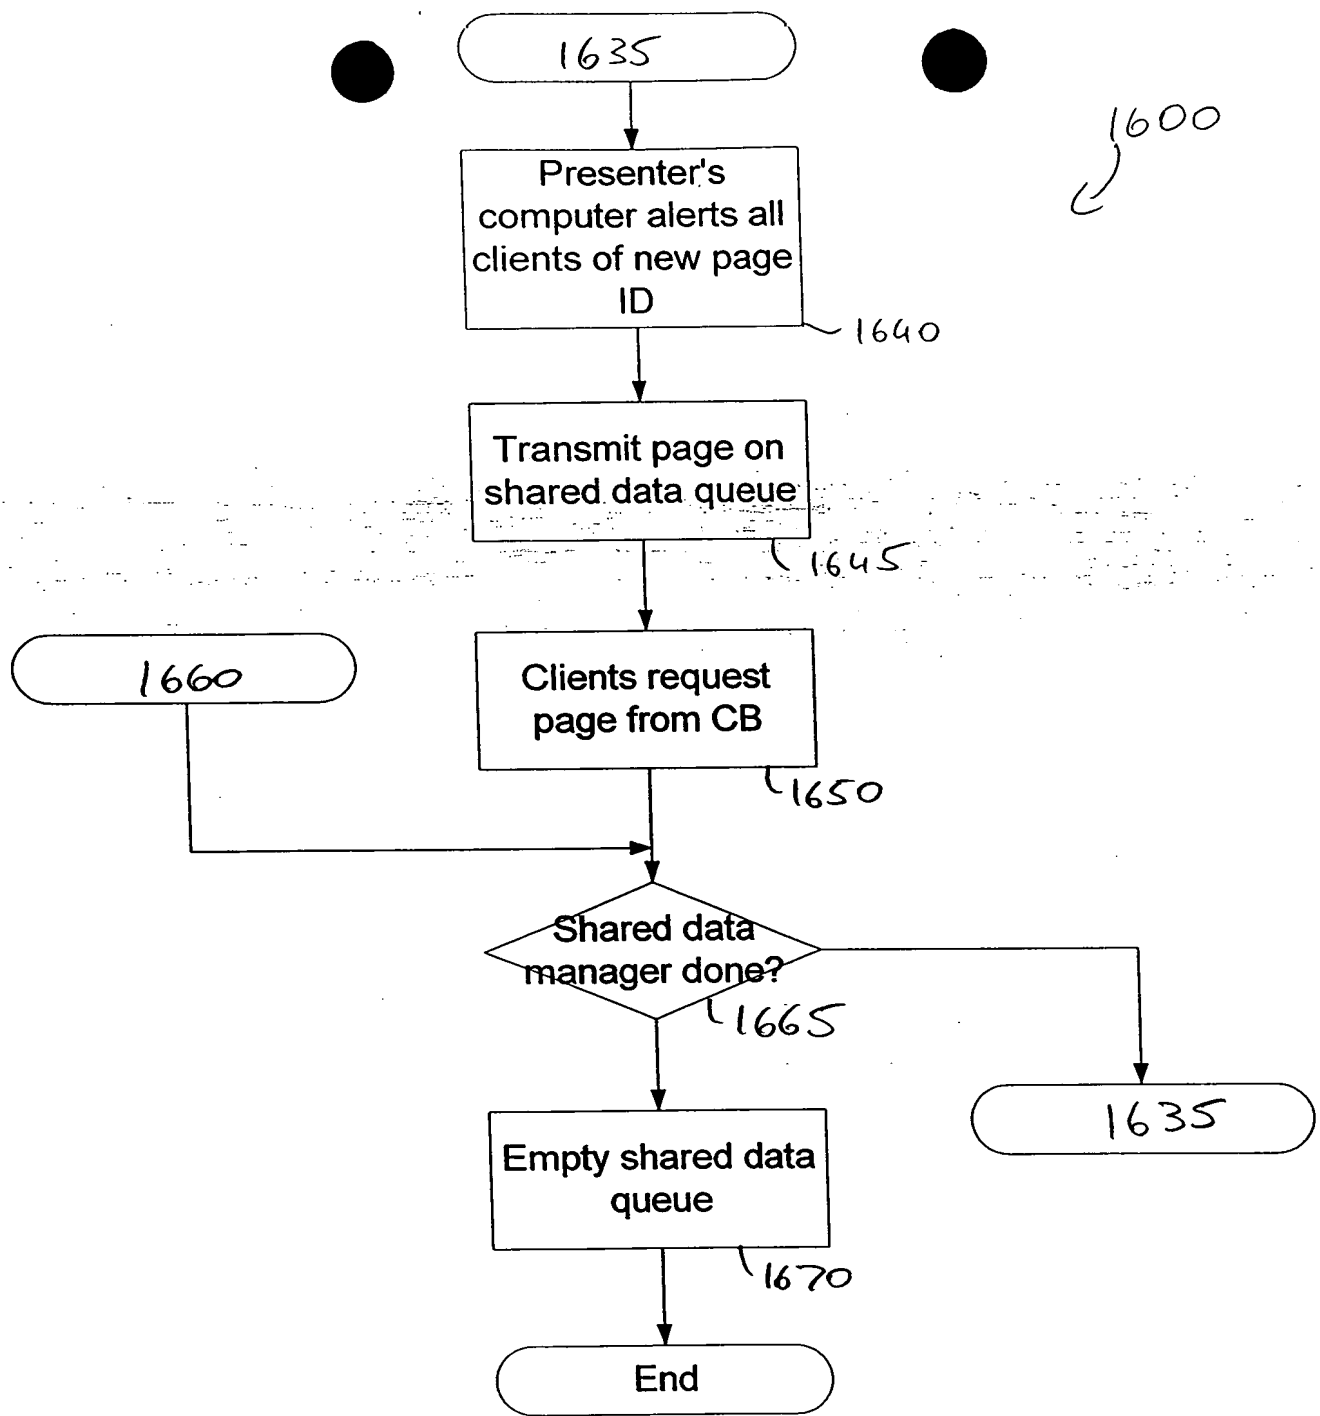 1635
1600
Presenter's
computer alerts all
clients of new page
ID
1640
Transmit page on
shared data queue
1645
1660
Clients request
page from CB
1650
Shared data
manager done?
1665
1635
Empty shared data
queue
1670
End